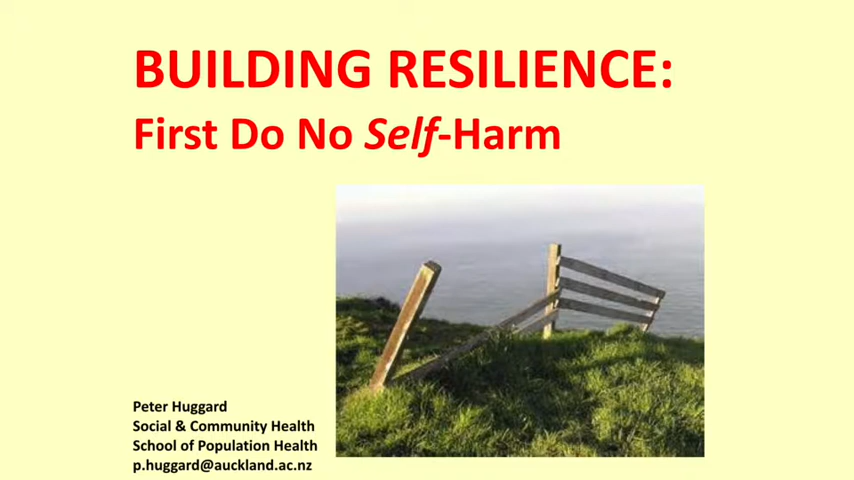 BUILDING RESILIENCE:
First Do No Self-Harm
Peter Huggard
Social & Community Health
School of Population Health
p.huggard@auckland.ac.nz